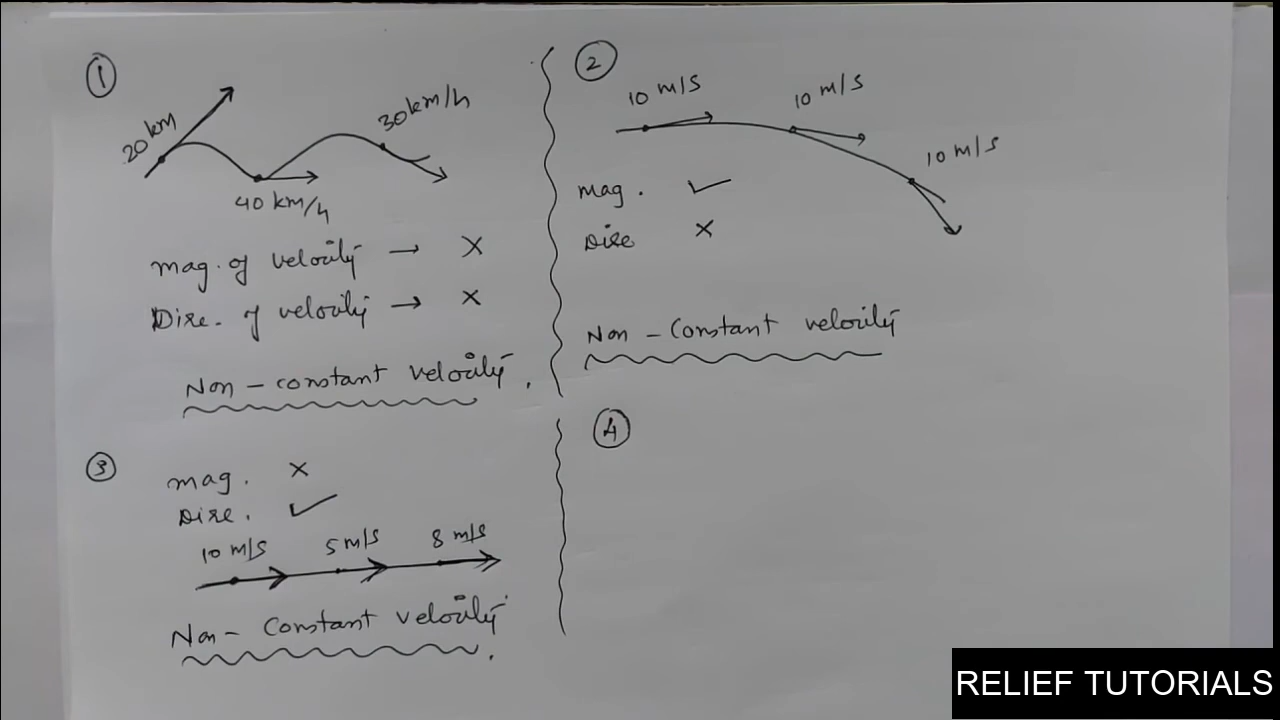 1
20 km
30 km/h
40 km/h
mag. of velocity → ×
Dire. of velocity → ×
Non-constant velocity.
2
10 m/s
10 m/s
10 m/s
mag. ✓
Dire ×
Non-Constant velocity
3
mag. ×
Dire. ✓
10 m/s 5 m/s 8 m/s
Non-Constant velocity.
4
RELIEF TUTORIALS